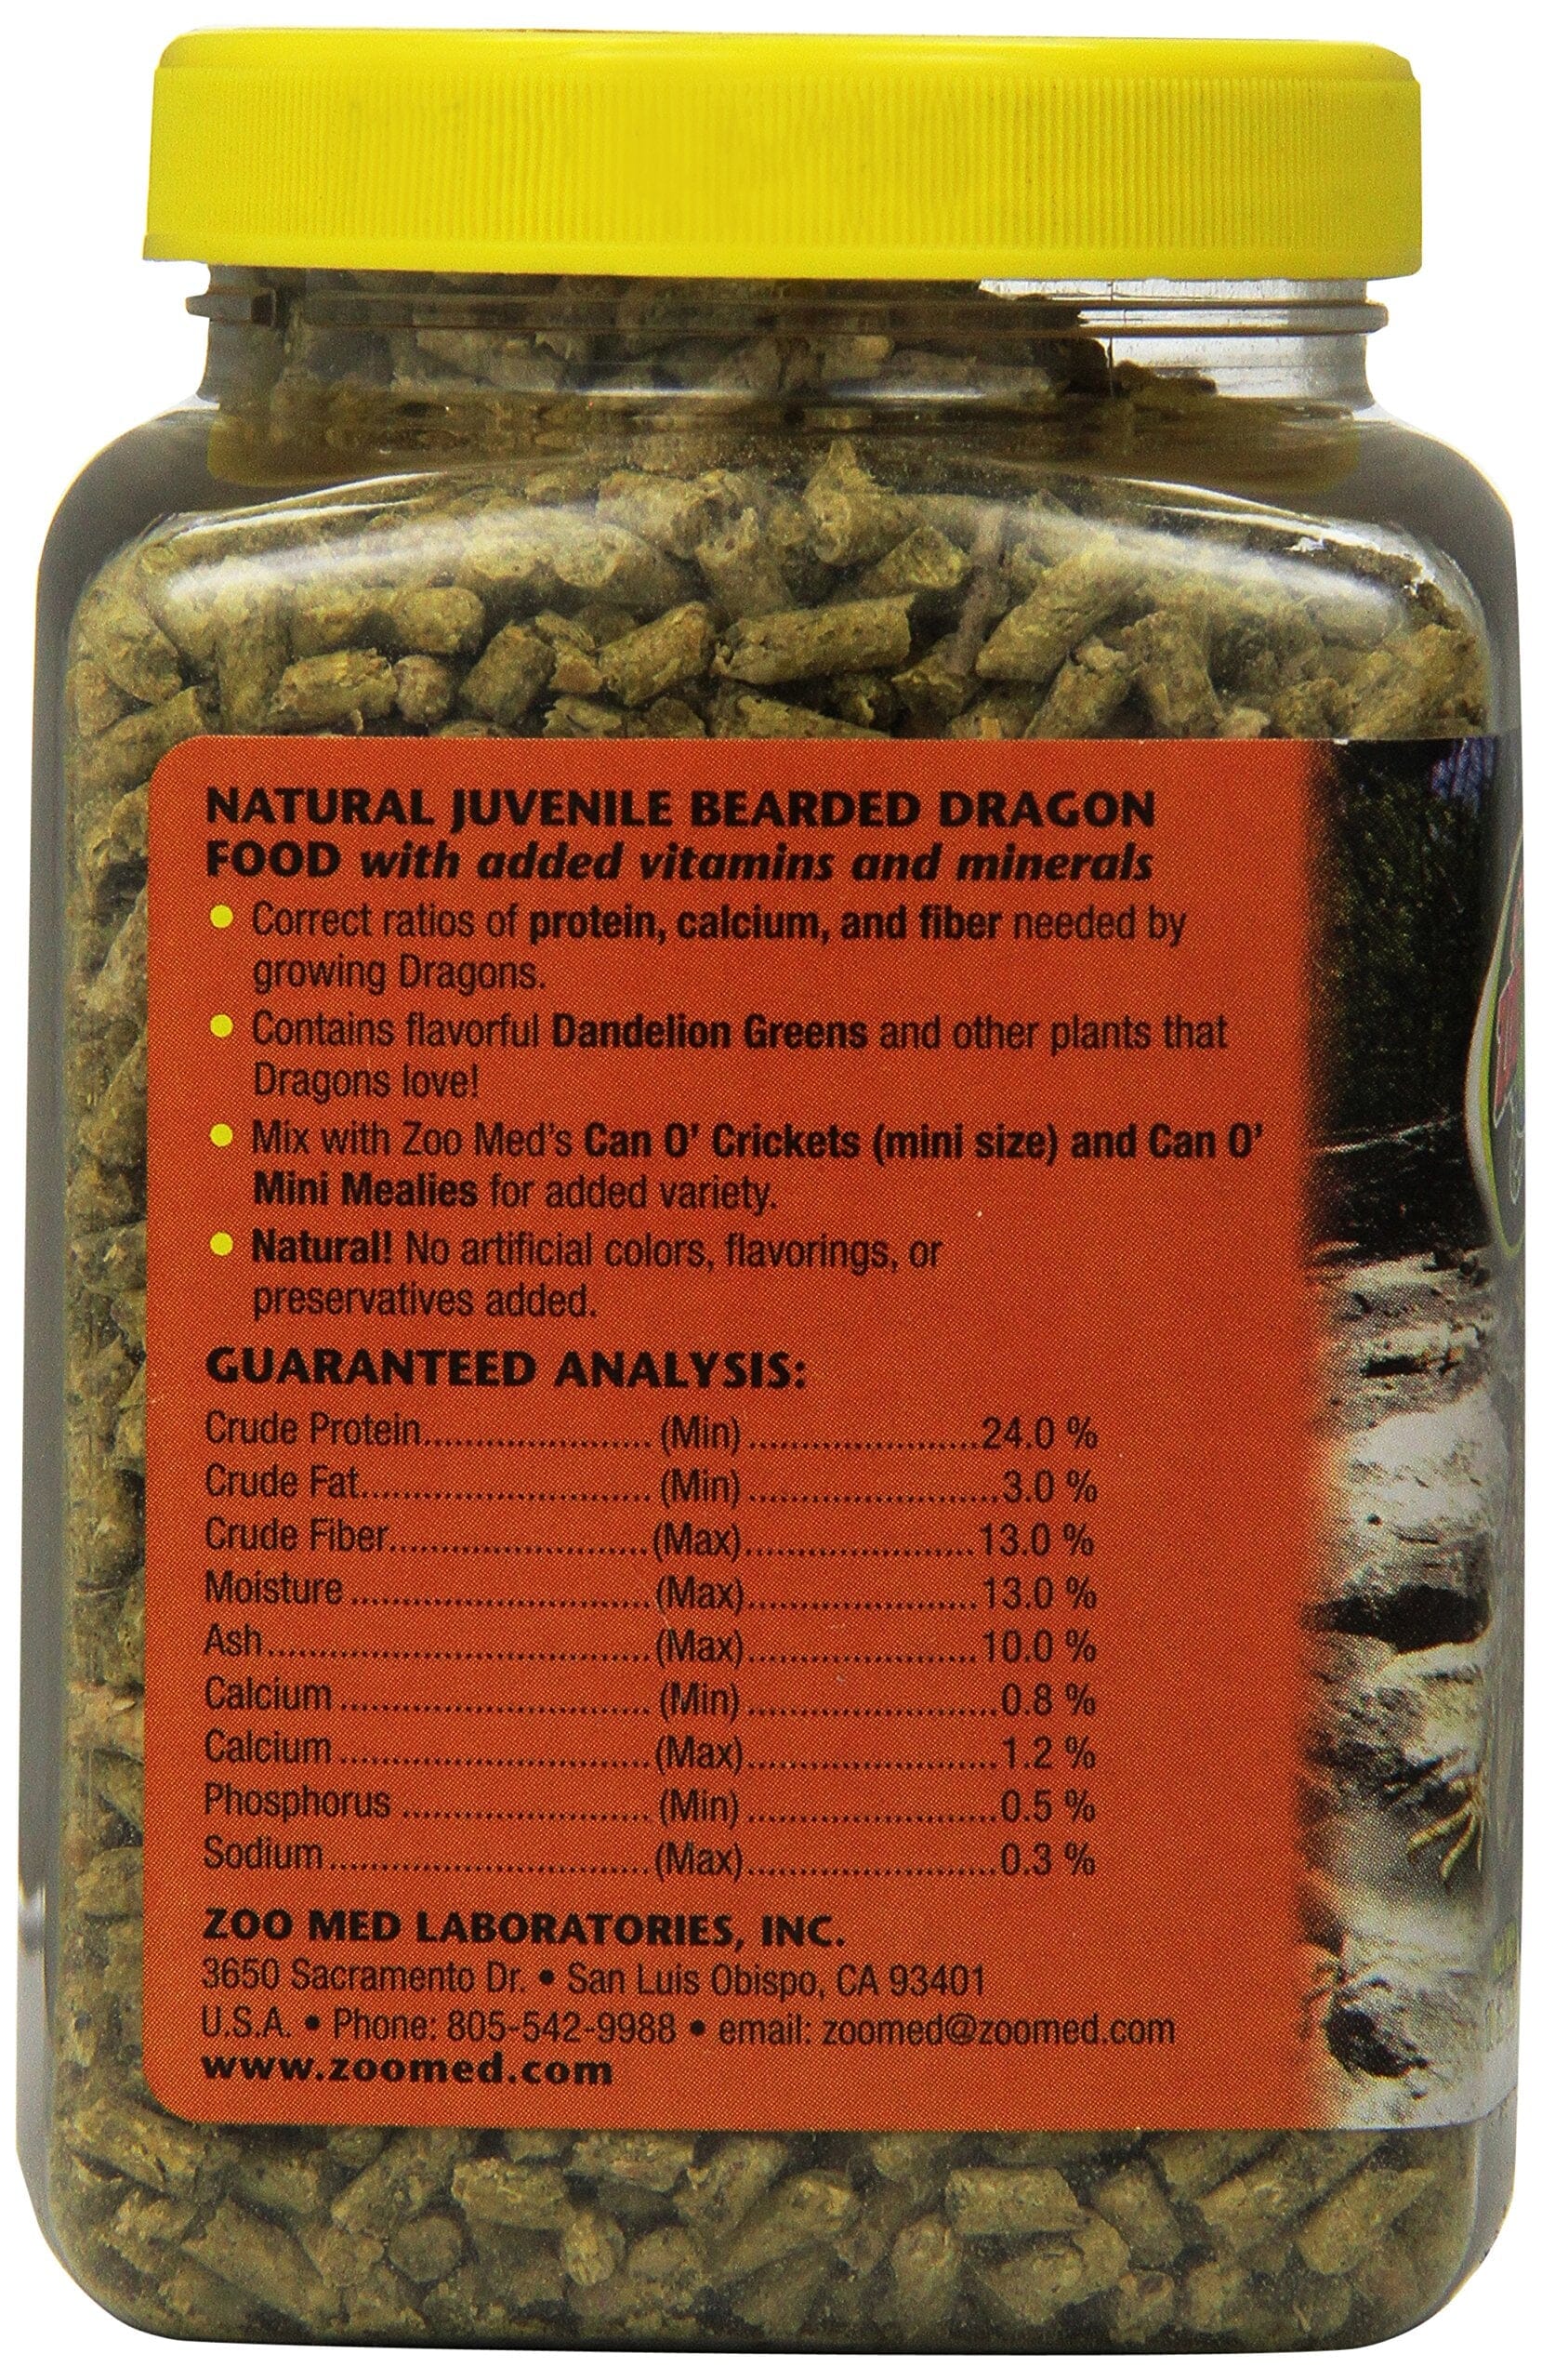 NATURAL JUVENILE BEARDED DRAGON
FOOD with added vitamins and minerals
• Correct ratios of protein, calcium, and fiber needed by
growing Dragons.
• Contains flavorful Dandelion Greens and other plants that
Dragons love!
• Mix with Zoo Med's Can O' Crickets (mini size) and Can O'
Mini Mealies for added variety.
• Natural! No artificial colors, flavorings, or
preservatives added.
GUARANTEED ANALYSIS:
Crude Protein..................... (Min) ......................24.0 %
Crude Fat........................... (Min) ........................3.0 %
Crude Fiber........................ (Max)......................13.0 %
Moisture ............................ (Max)......................13.0 %
Ash.................................... (Max)......................10.0 %
Calcium ............................. (Min) ........................0.8 %
Calcium ............................. (Max)........................1.2 %
Phosphorus ....................... (Min) ........................0.5 %
Sodium .............................. (Max)........................0.3 %
ZOO MED LABORATORIES, INC.
3650 Sacramento Dr. • San Luis Obispo, CA 93401
U.S.A. • Phone: 805-542-9988 • email: zoomed@zoomed.com
www.zoomed.com